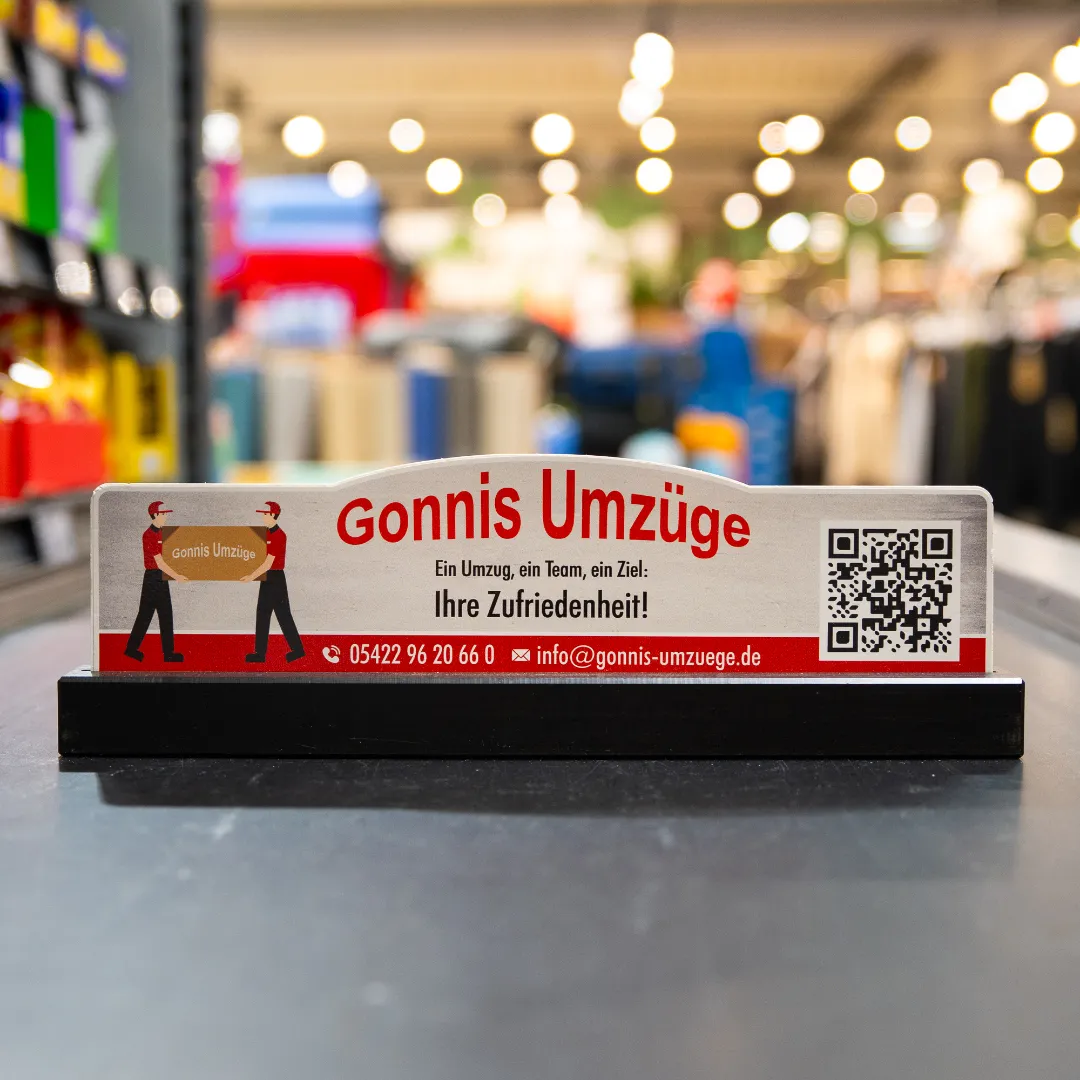 Gonnis Umzüge
Gonnis Umzüge
Ein Umzug, ein Team, ein Ziel:
Ihre Zufriedenheit!
05422 96 20 66 0 info@gonnis-umzuege.de